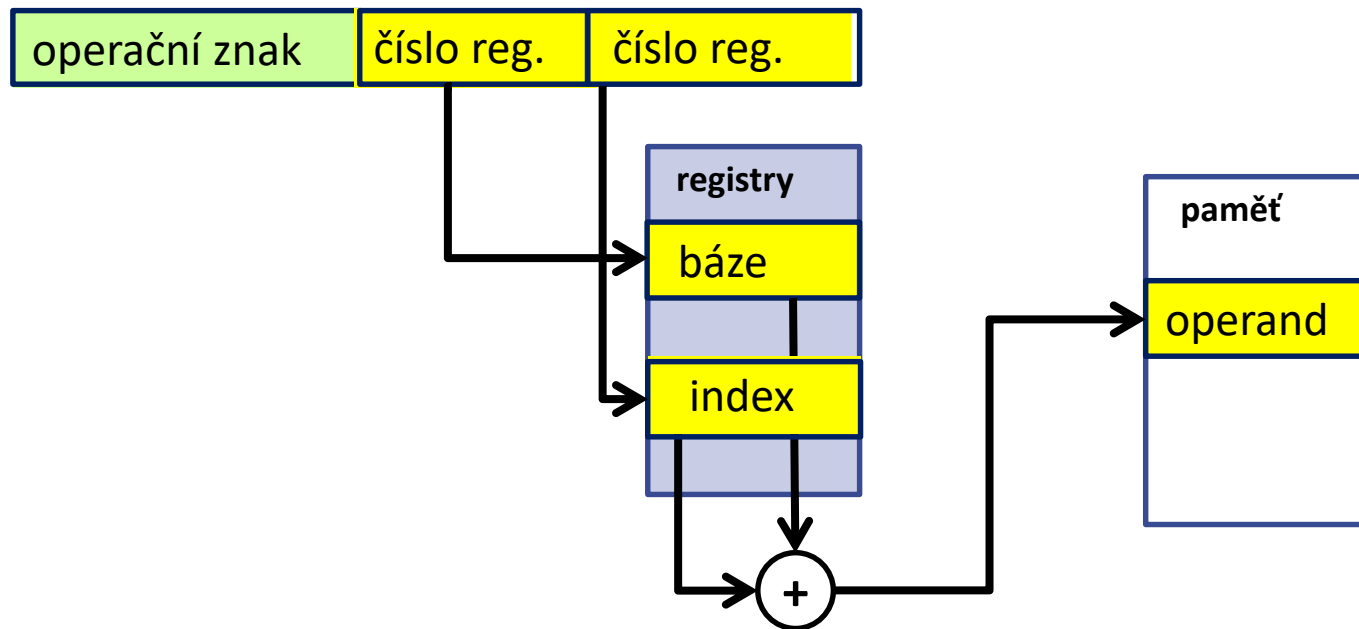 operační znak
číslo reg.
číslo reg.
registry
báze
index
paměť
operand
+